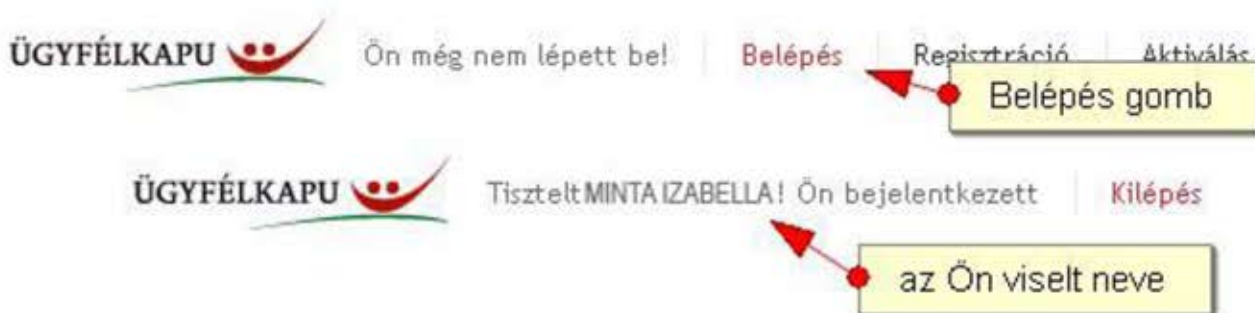 ÜGYFÉLKAPU Ön még nem lépett be! Belépés Regisztráció Aktiválás
Belépés gomb
ÜGYFÉLKAPU Tisztelt MINTA IZABELLA! Ön bejelentkezett Kilépés
az Ön viselt neve